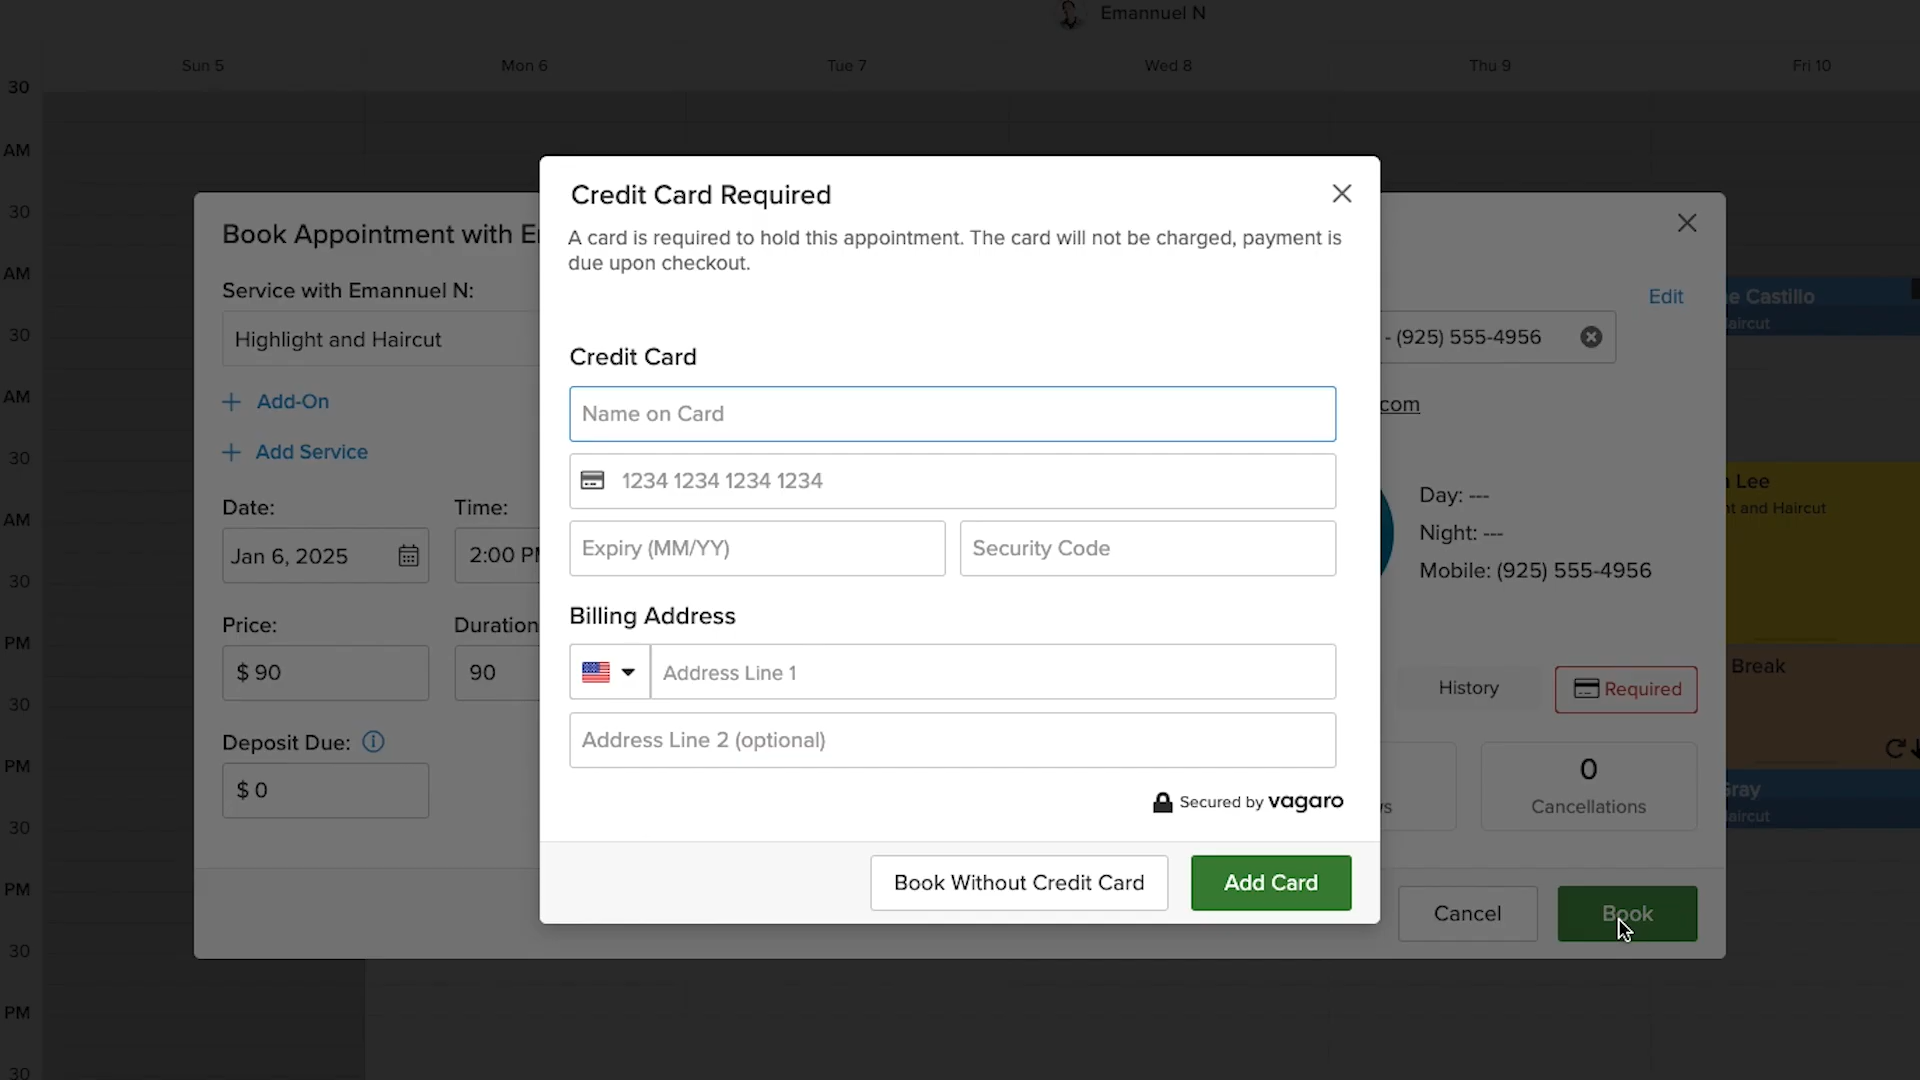 Emannuel N
Sun 5
Mon 6
Tue 7
Wed 8
Thu 9
Fri 10
30
AM
30
AM
30
AM
30
AM
30
PM
30
PM
30
PM
30
PM
30
Book Appointment with E
Service with Emannuel N:
Highlight and Haircut
Add-On
Add Service
Date:
Time:
Jan 6, 2025
2:00 PM
Price:
Duration
$ 90
90
Deposit Due:
$ 0
Credit Card Required
A card is required to hold this appointment. The card will not be charged, payment is
due upon checkout.
Credit Card
Name on Card
1234 1234 1234 1234
Expiry (MM/YY)
Security Code
Billing Address
Address Line 1
Address Line 2 (optional)
Secured by vagaro
Book Without Credit Card
Add Card
Edit
- (925) 555-4956
com
Day: ---
Night: ---
Mobile: (925) 555-4956
History
Required
0
Cancellations
Cancel
Book
e Castillo
Haircut
Lee
t and Haircut
Break
Gray
Haircut